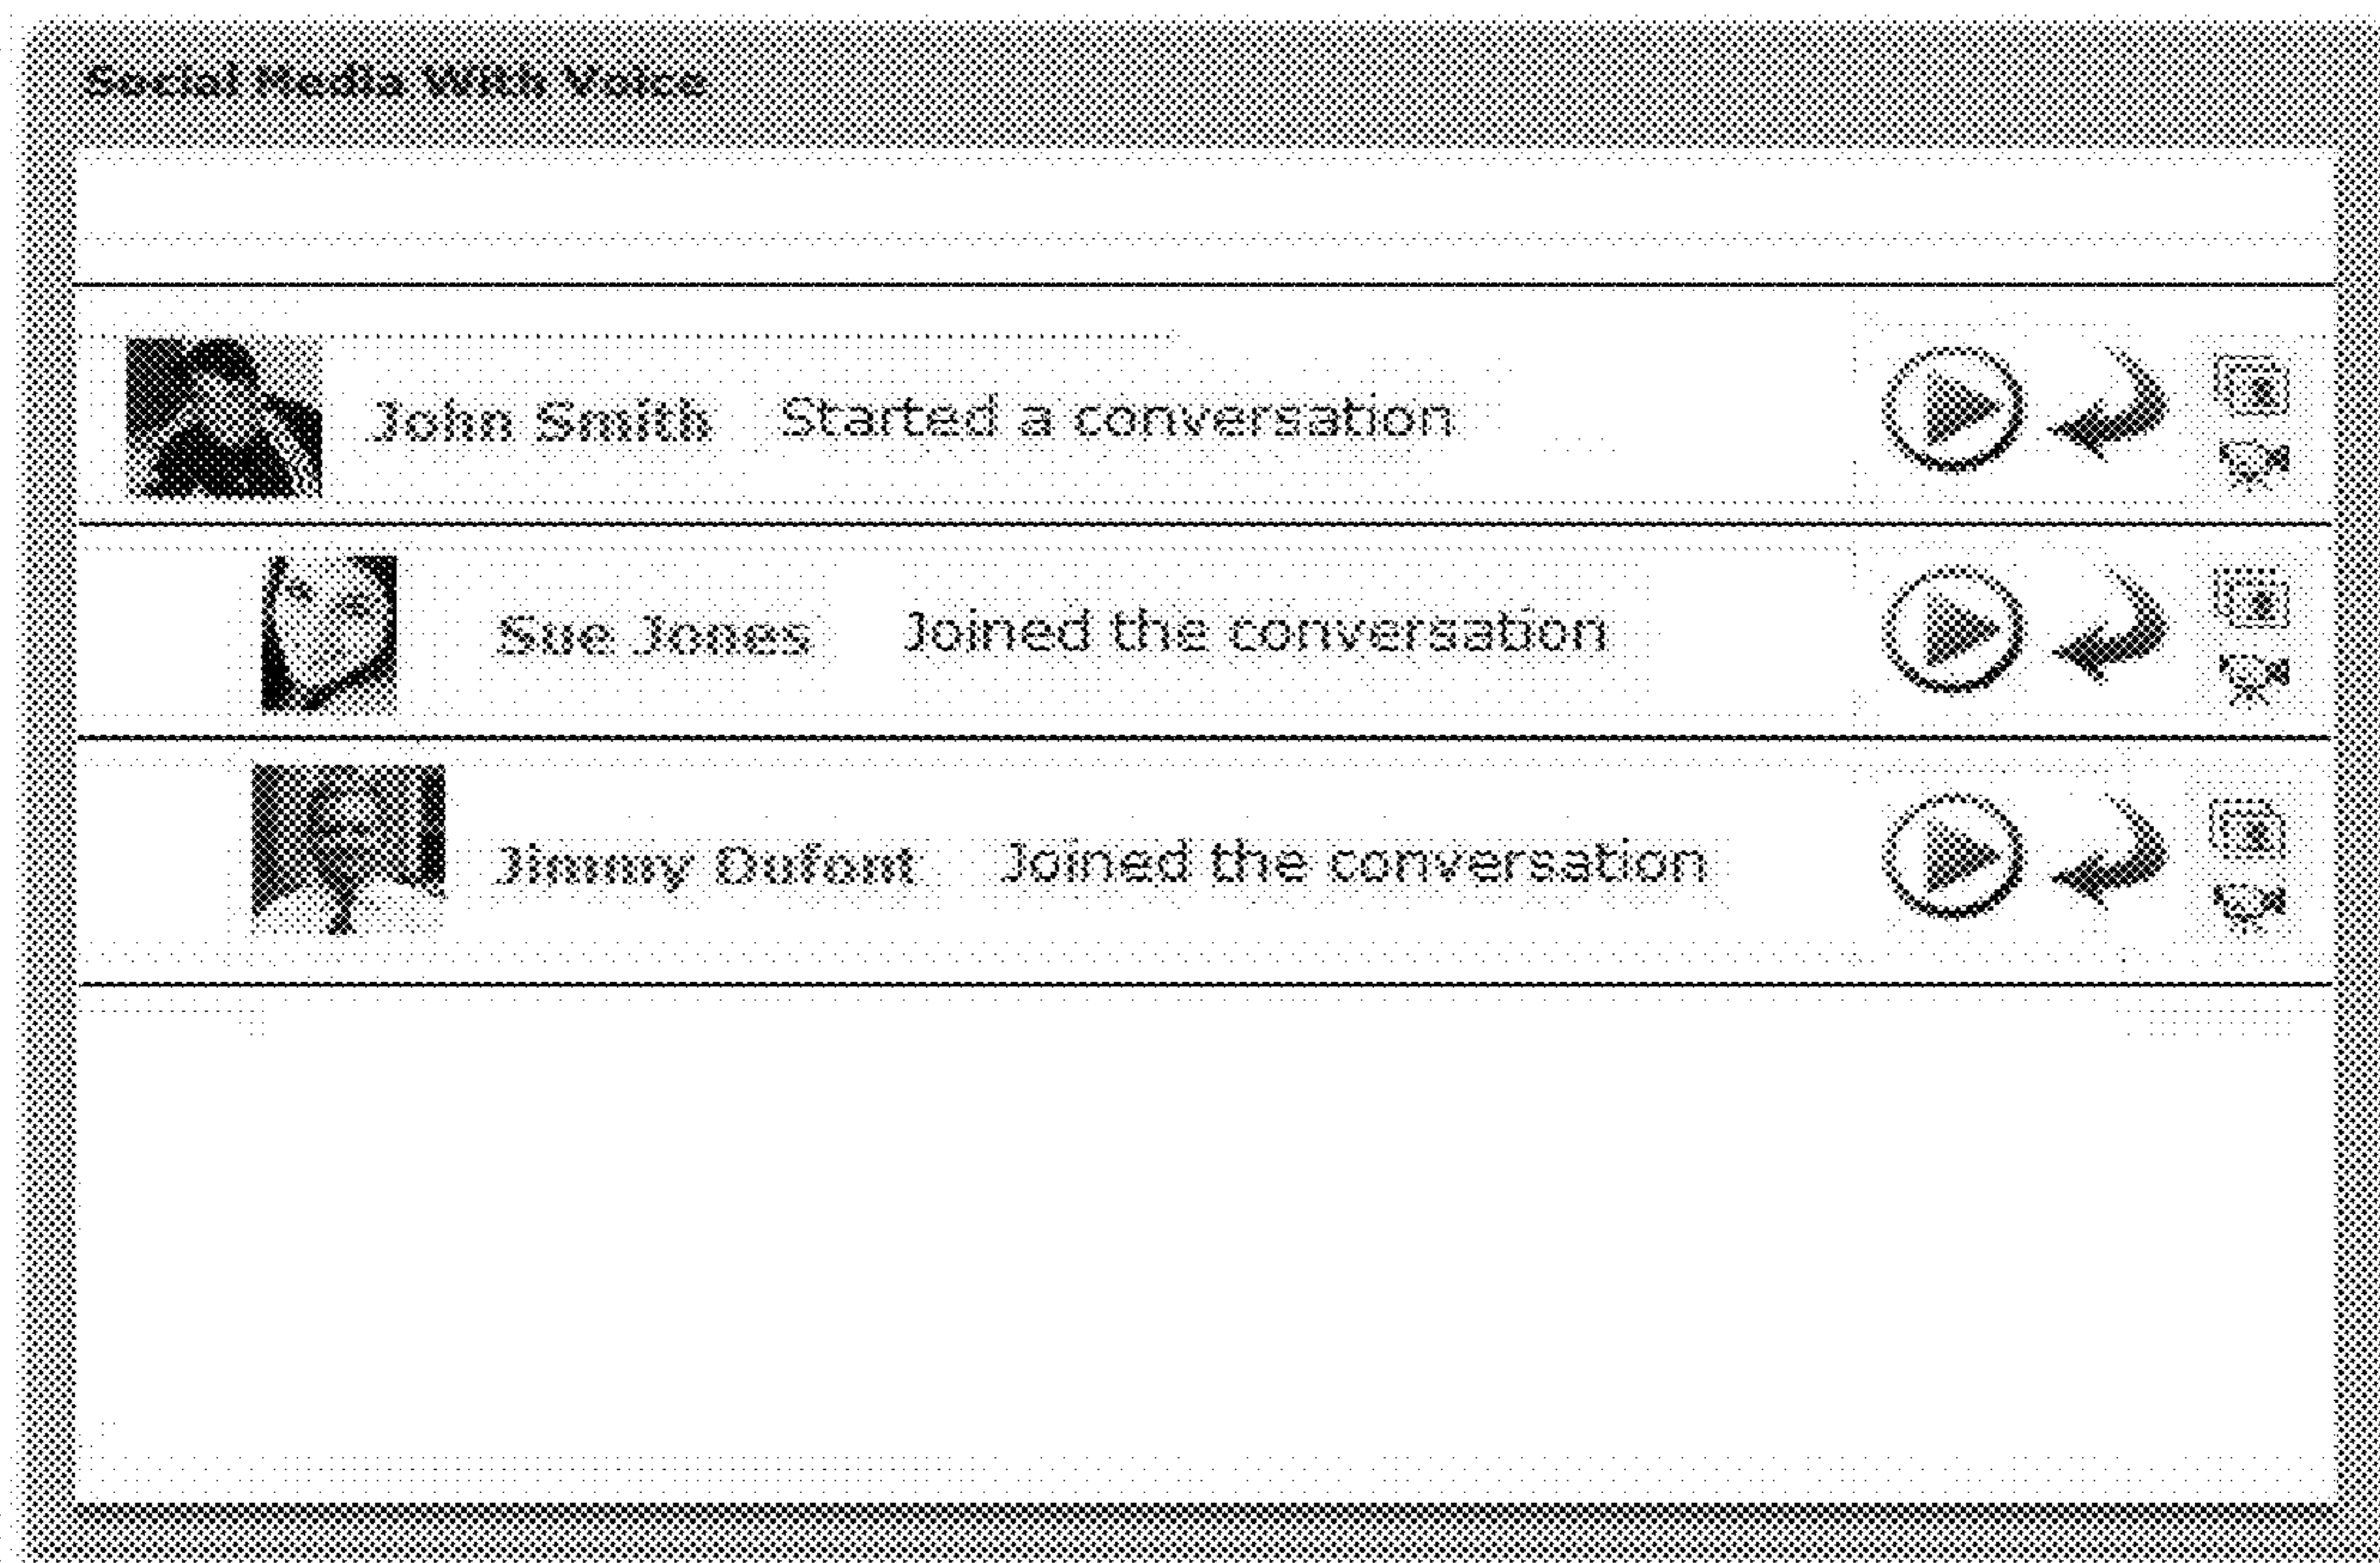 Social Media With Voice
John Smith Started a conversation
Sue Jones Joined the conversation
Jimmy Dufont Joined the conversation